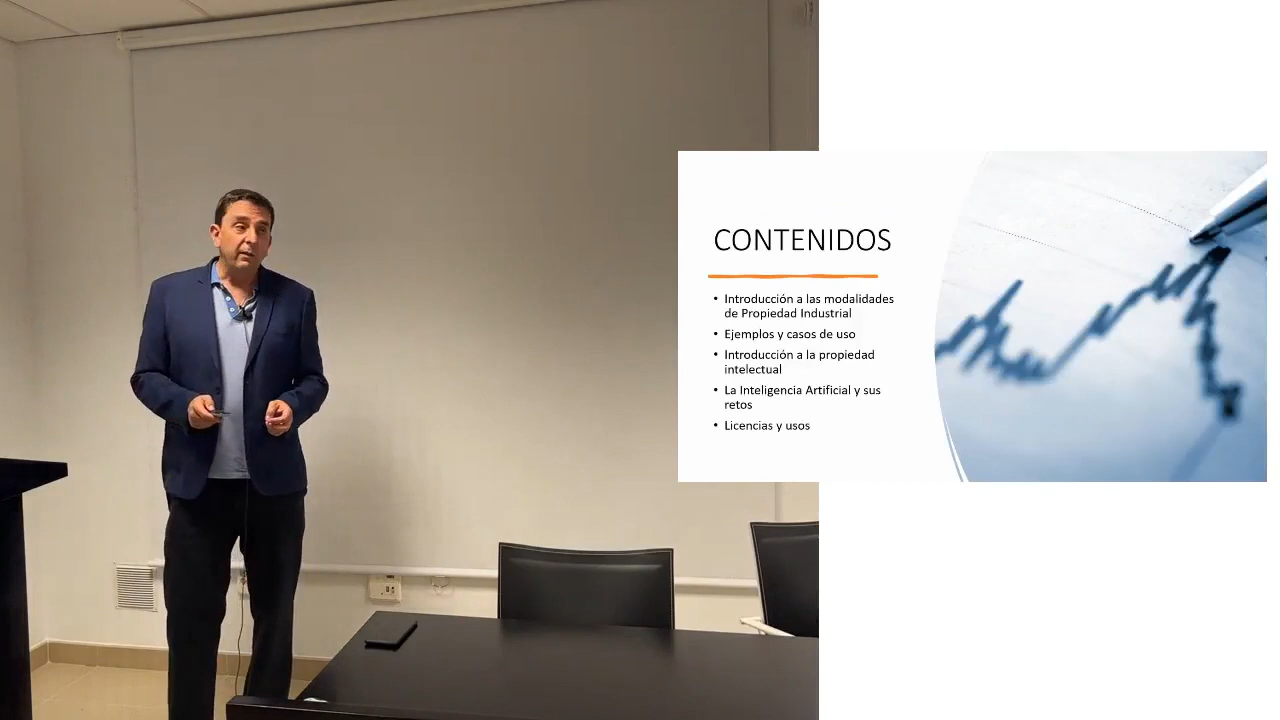 CONTENIDOS
• Introducción a las modalidades
de Propiedad Industrial
• Ejemplos y casos de uso
• Introducción a la propiedad
intelectual
• La Inteligencia Artificial y sus
retos
• Licencias y usos